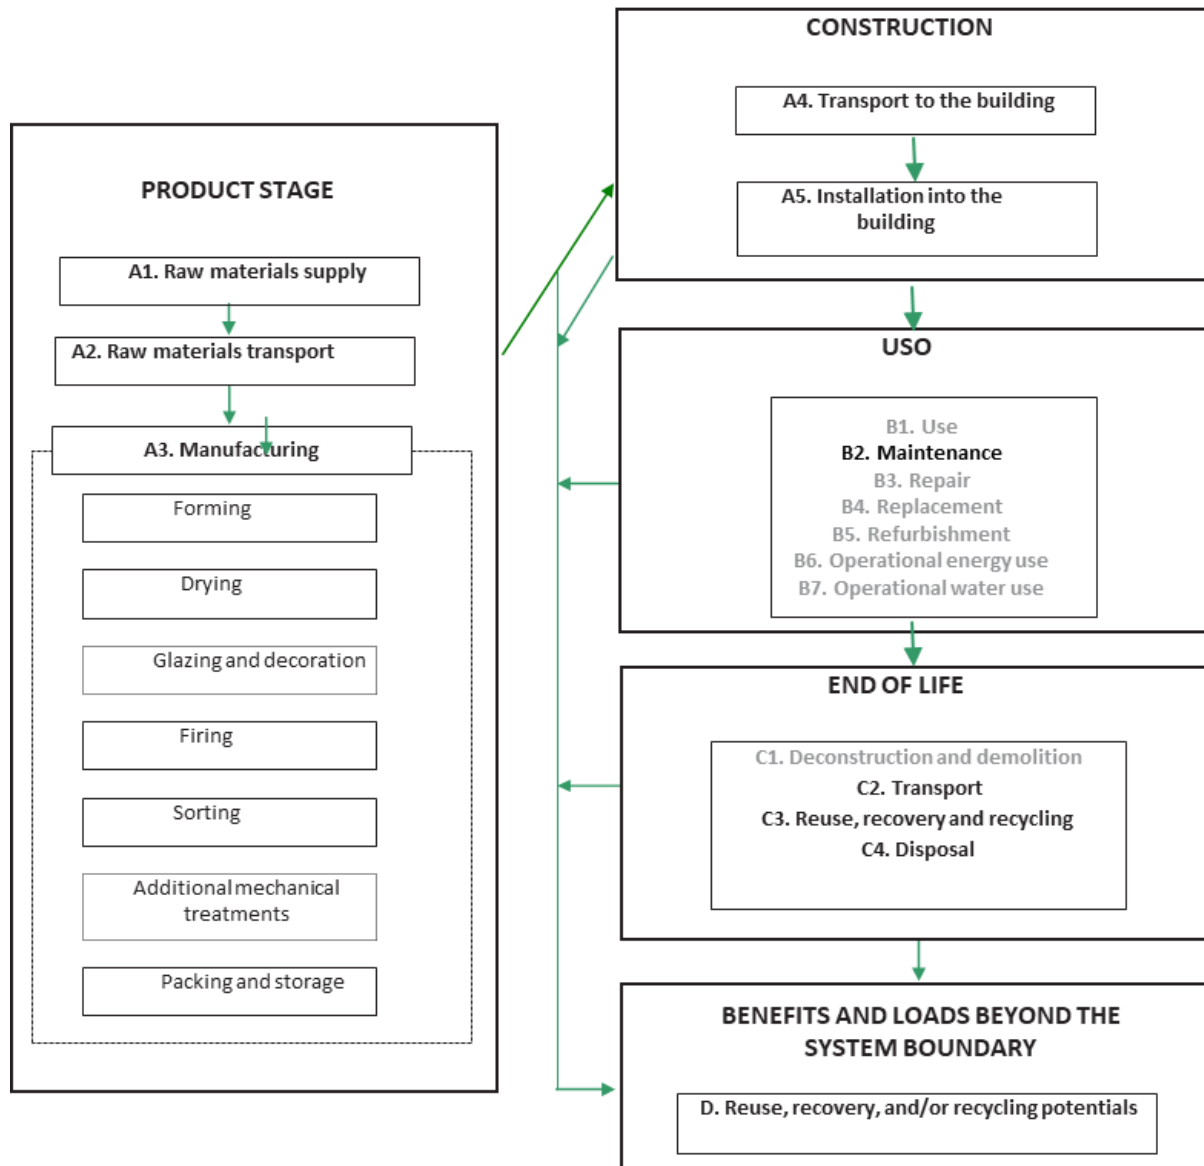 PRODUCT STAGE
A1. Raw materials supply
A2. Raw materials transport
A3. Manufacturing
Forming
Drying
Glazing and decoration
Firing
Sorting
Additional mechanical
treatments
Packing and storage
CONSTRUCTION
A4. Transport to the building
A5. Installation into the
building
USO
B1. Use
B2. Maintenance
B3. Repair
B4. Replacement
B5. Refurbishment
B6. Operational energy use
B7. Operational water use
END OF LIFE
C1. Deconstruction and demolition
C2. Transport
C3. Reuse, recovery and recycling
C4. Disposal
BENEFITS AND LOADS BEYOND THE
SYSTEM BOUNDARY
D. Reuse, recovery, and/or recycling potentials